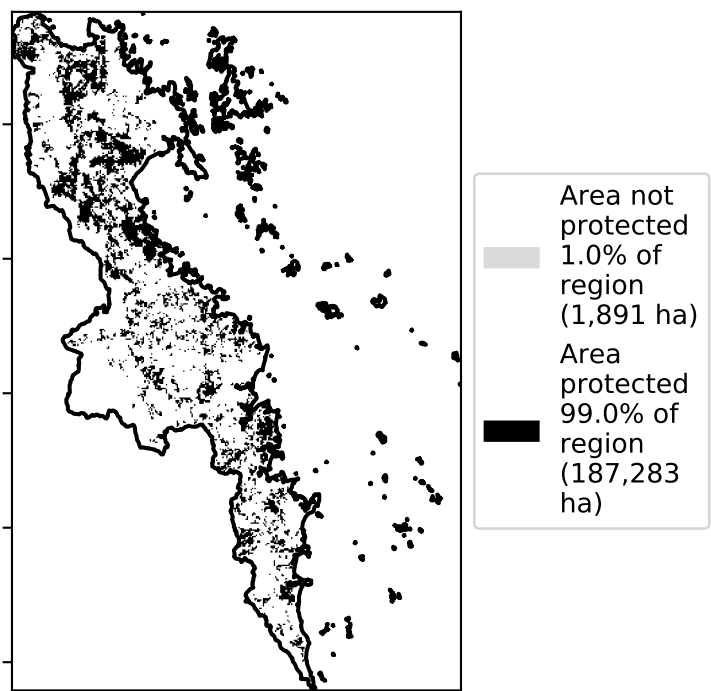 Area not
protected
1.0% of
region
(1,891 ha)
Area
protected
99.0% of
region
(187,283
ha)